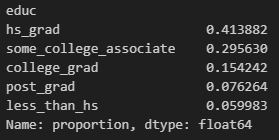 educ
hs_grad 0.413882
some_college_associate 0.295630
college_grad 0.154242
post_grad 0.076264
less_than_hs 0.059983
Name: proportion, dtype: float64